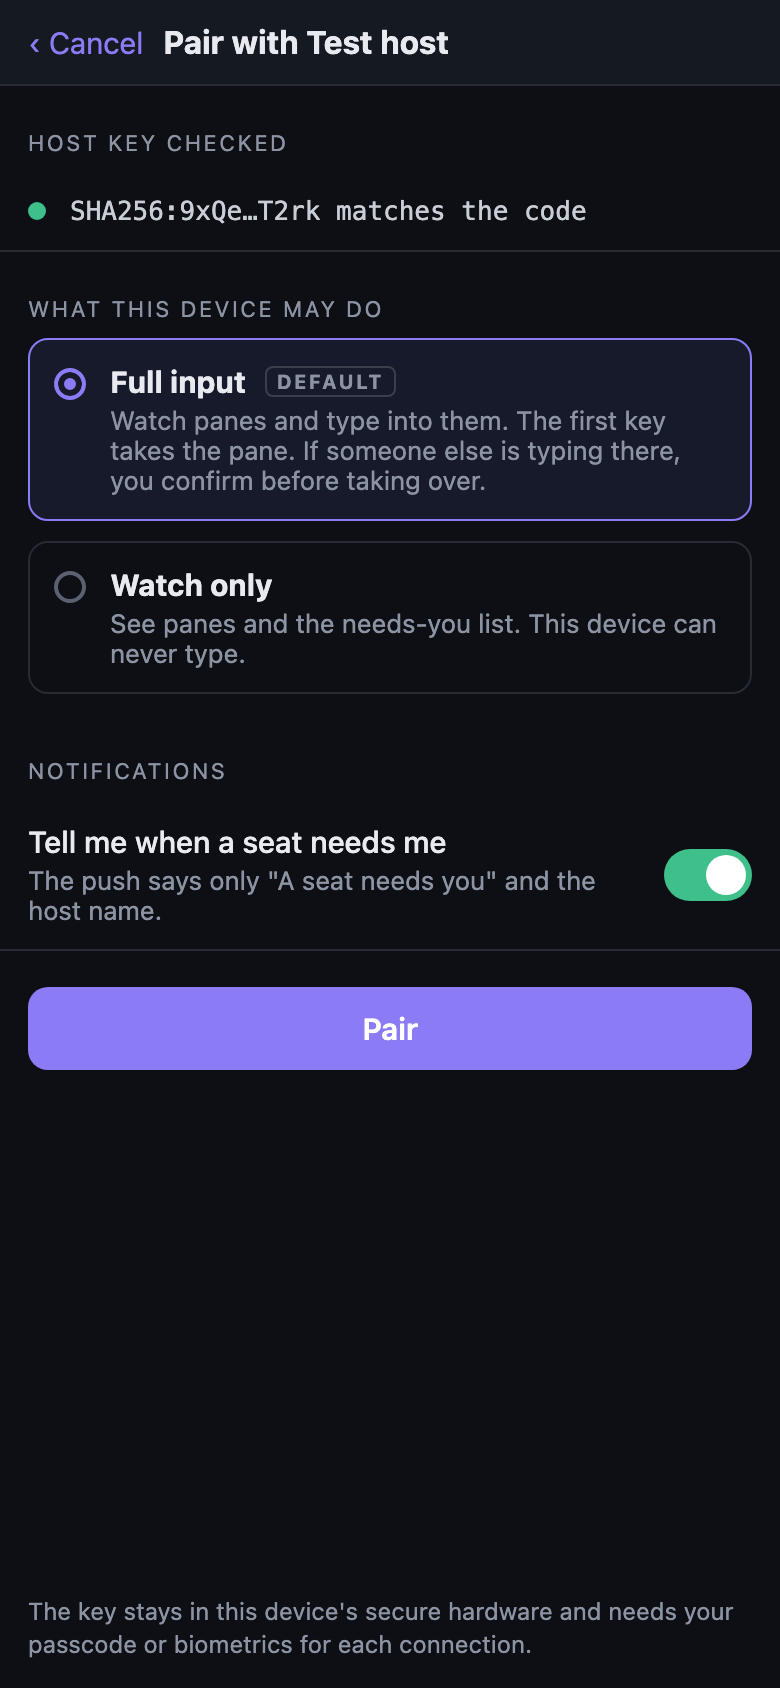 ‹ Cancel Pair with Test host
HOST KEY CHECKED
SHA256:9xQe…T2rk matches the code
WHAT THIS DEVICE MAY DO
Full input DEFAULT
Watch panes and type into them. The first key
takes the pane. If someone else is typing there,
you confirm before taking over.
Watch only
See panes and the needs-you list. This device can
never type.
NOTIFICATIONS
Tell me when a seat needs me
The push says only "A seat needs you" and the
host name.
Pair
The key stays in this device's secure hardware and needs your
passcode or biometrics for each connection.